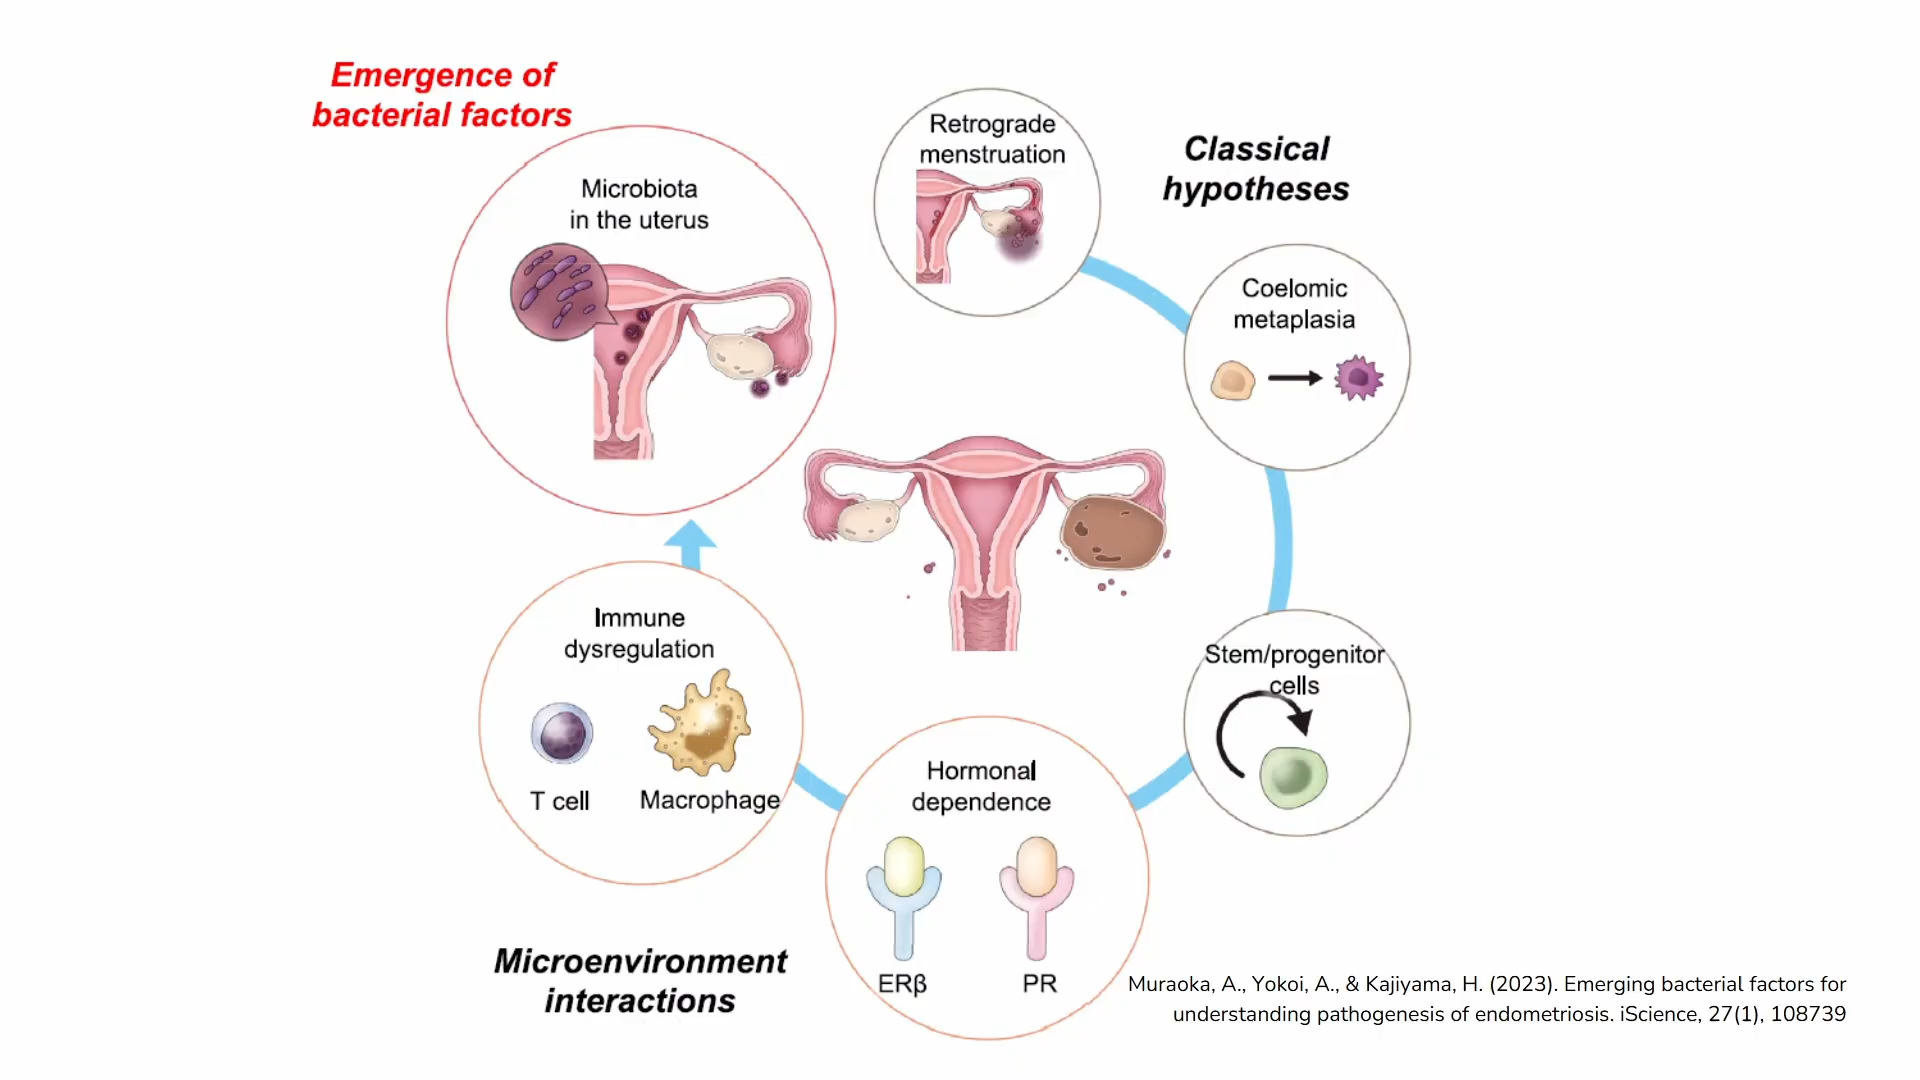 Emergence of
bacterial factors
Microbiota
in the uterus
Retrograde
menstruation
Classical
hypotheses
Coelomic
metaplasia
Stem/progenitor
cells
Hormonal
dependence
ERβ
PR
Immune
dysregulation
T cell
Macrophage
Microenvironment
interactions
Muraoka, A., Yokoi, A., & Kajiyama, H. (2023). Emerging bacterial factors for
understanding pathogenesis of endometriosis. iScience, 27(1), 108739